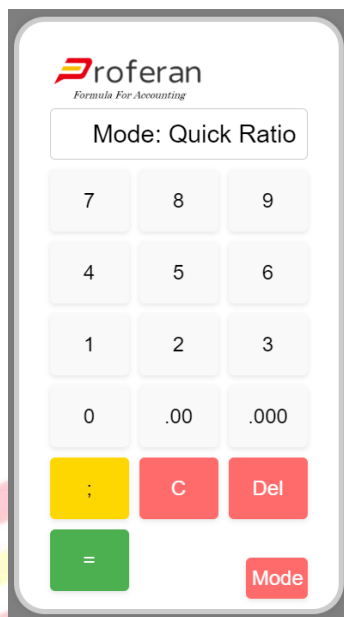 Proferan
Formula For Accounting
Mode: Quick Ratio
7 8 9
4 5 6
1 2 3
0 .00 .000
; C Del
=
Mode